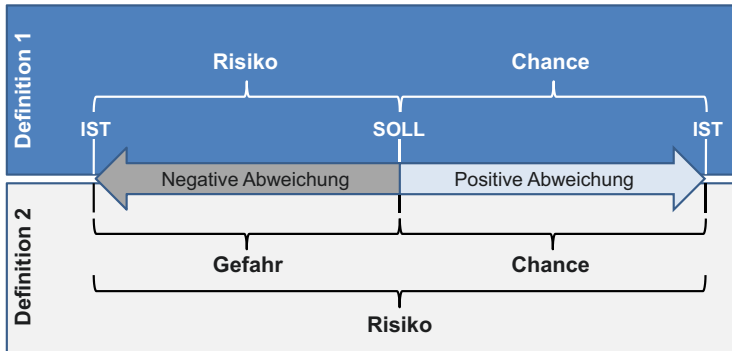 Definition 1
Risiko
Chance
IST
SOLL
IST
Negative Abweichung
Positive Abweichung
Definition 2
Gefahr
Chance
Risiko